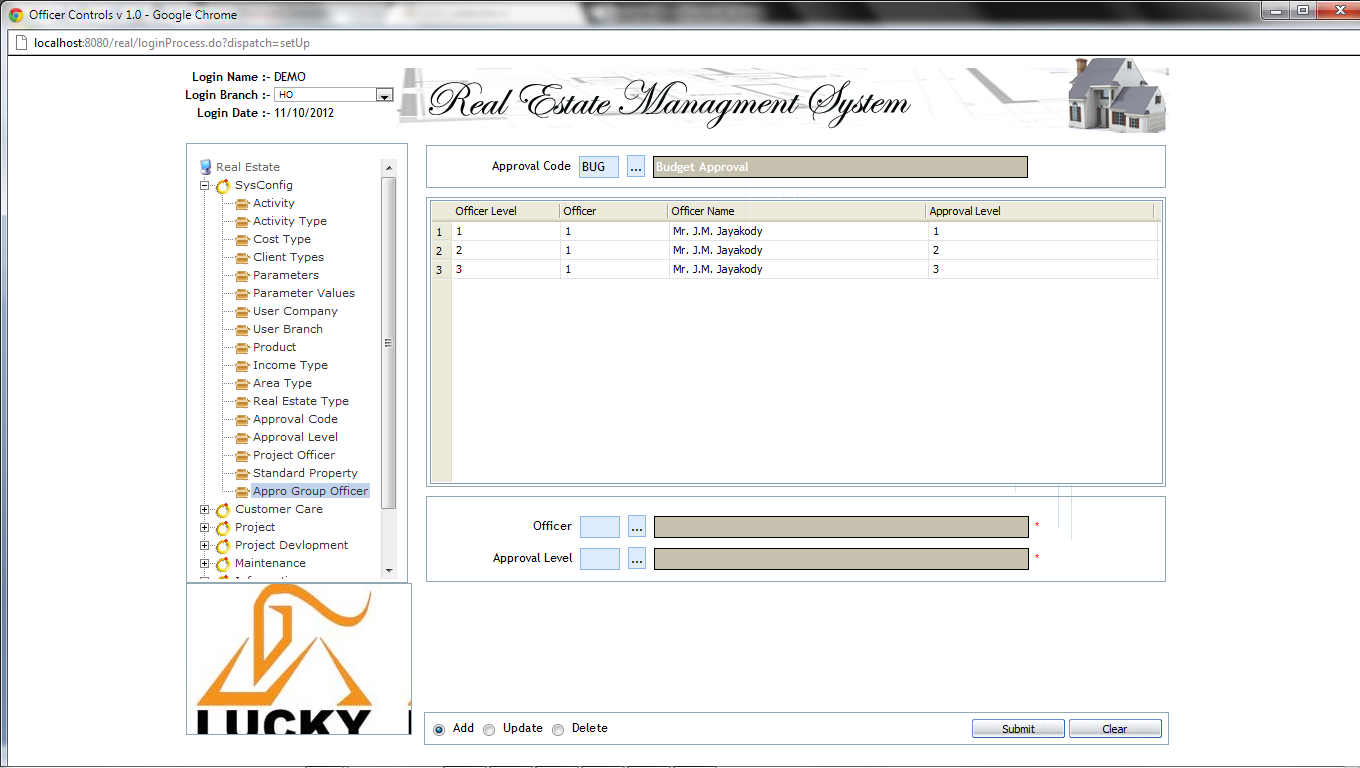 Officer Controls v 1.0 - Google Chrome
localhost:8080/real/loginProcess.do?dispatch=setUp
Login Name :- DEMO
Login Branch :- HO
Login Date :- 11/10/2012
Real Estate Managment System
Real Estate
SysConfig
Activity
Activity Type
Cost Type
Client Types
Parameters
Parameter Values
User Company
User Branch
Product
Income Type
Area Type
Real Estate Type
Approval Code
Approval Level
Project Officer
Standard Property
Appro Group Officer
Customer Care
Project
Project Devlopment
Maintenance
LUCKY
Approval Code BUG ... Budget Approval
Officer Level Officer Officer Name Approval Level
1 1 1 Mr. J.M. Jayakody 1
2 2 1 Mr. J.M. Jayakody 2
3 3 1 Mr. J.M. Jayakody 3
Officer ... *
Approval Level ... *
Add Update Delete Submit Clear